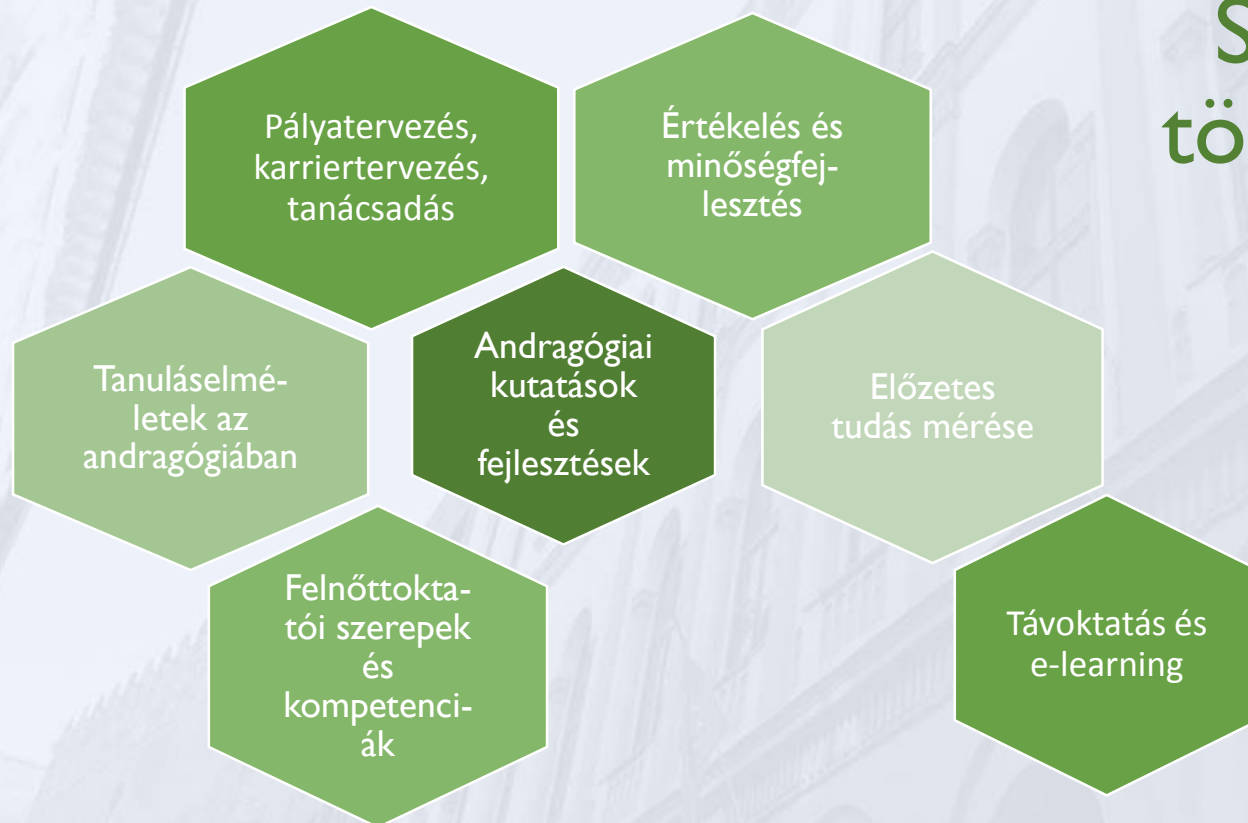 Pályatervezés,
karriertervezés,
tanácsadás
Értékelés és
minőségfej-
lesztés
Tanuláselmé-
letek az
andragógiában
Andragógiai
kutatások
és
fejlesztések
Előzetes
tudás mérése
Felnőttokta-
tói szerepek
és
kompetenci-
ák
Távoktatás és
e-learning